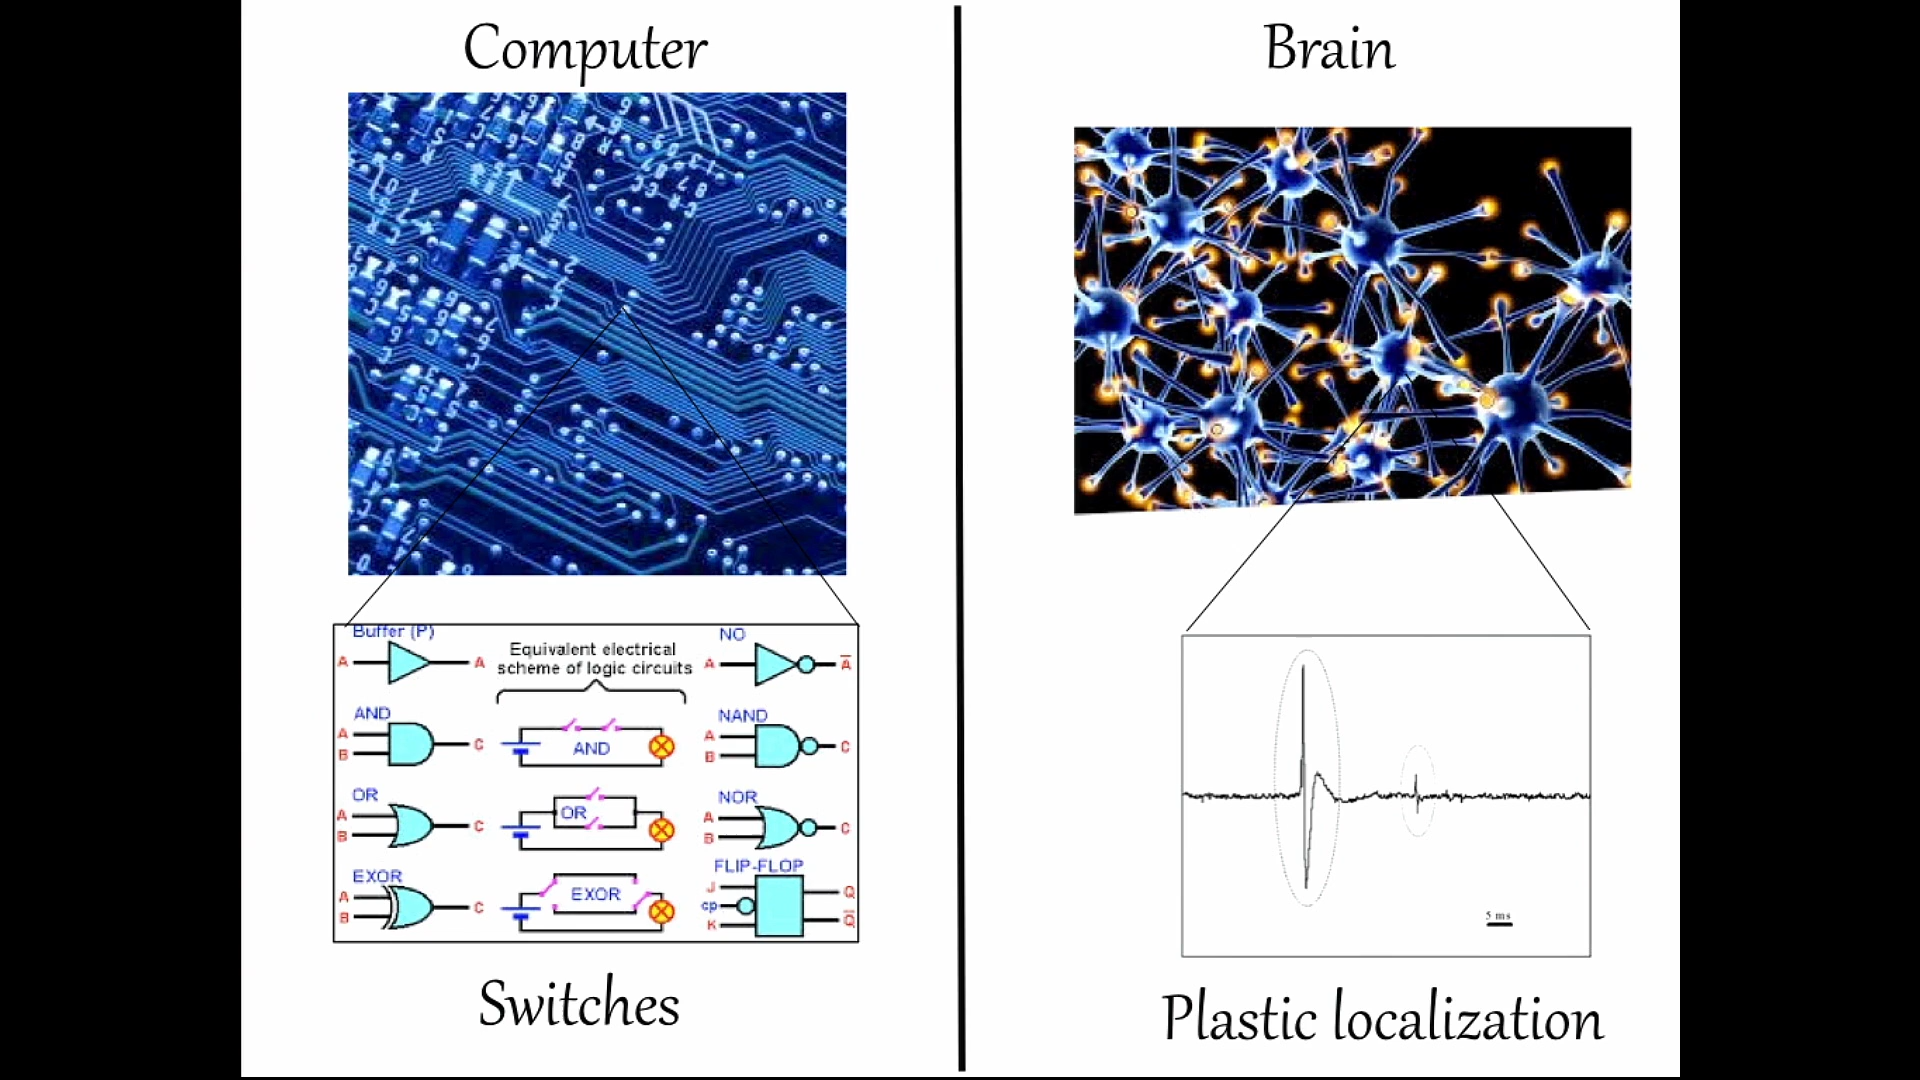 Computer
Brain
Buffer (P)
A
A
Equivalent electrical
scheme of logic circuits
NO
A
A̅
AND
A
B
C
AND
NAND
A
B
C
OR
A
B
C
OR
NOR
A
B
C
EXOR
A
B
C
EXOR
FLIP-FLOP
J
cp
K
Q
Q̅
5 ms
Switches
Plastic localization